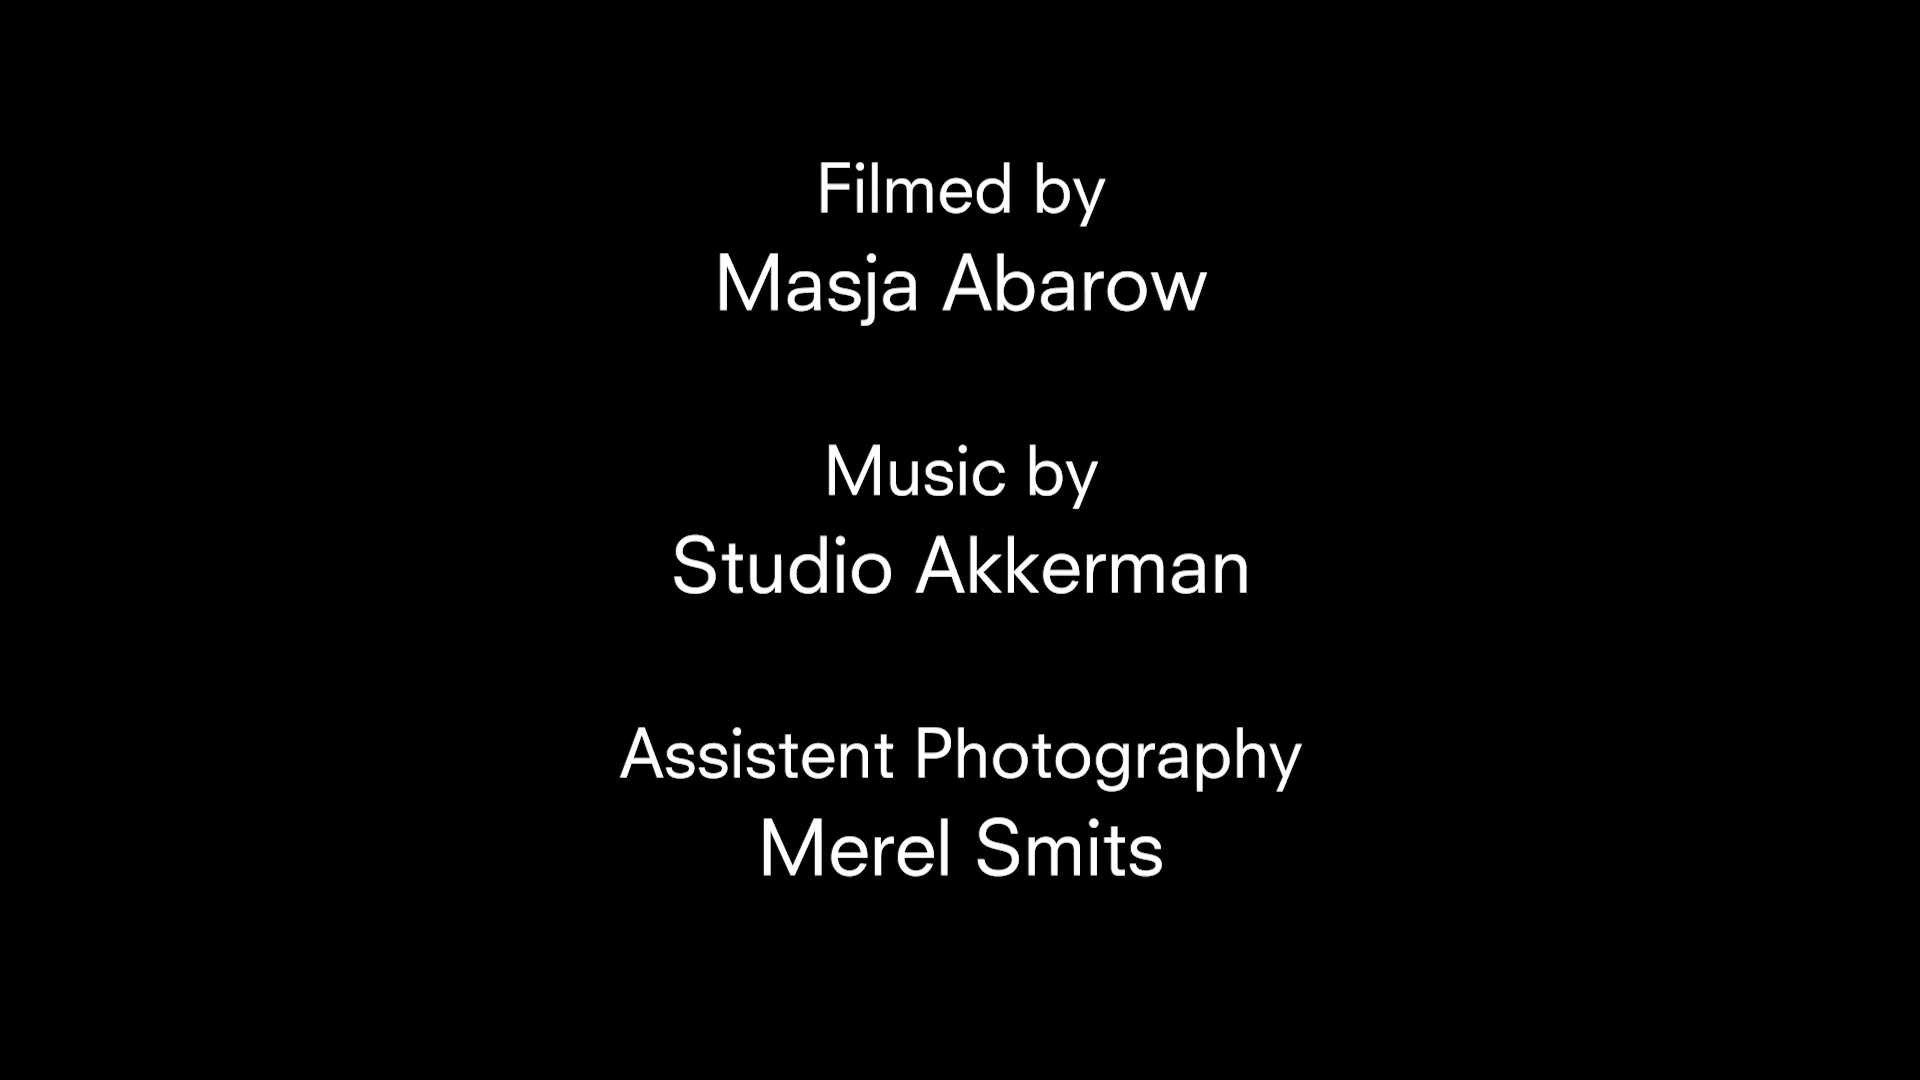 Filmed by
Masja Abarow
Music by
Studio Akkerman
Assistent Photography
Merel Smits